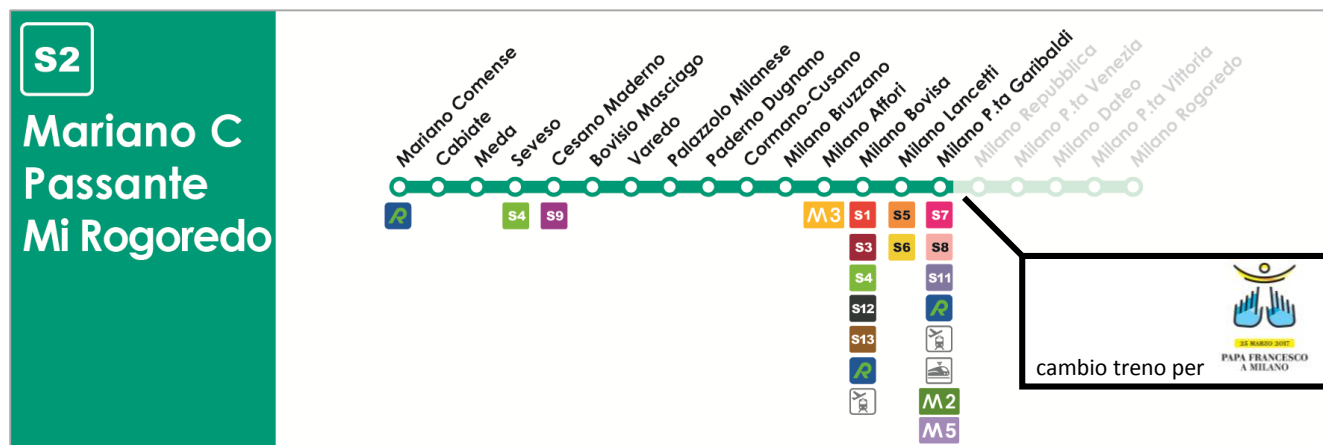 S2
Mariano C
Passante
Mi Rogoredo
Mariano Comense
Cabiate
Meda
Seveso
Cesano Maderno
Bovisio Masciago
Varedo
Palazzolo Milanese
Paderno Dugnano
Cormano-Cusano
Milano Bruzzano
Milano Affori
Milano Bovisa
Milano Lancetti
Milano P.ta Garibaldi
Milano Repubblica
Milano P.ta Venezia
Milano Dateo
Milano P.ta Vittoria
Milano Rogoredo
R
S4
S9
M3
S1
S3
S4
S12
S13
R
S5
S6
S7
S8
S11
R
M2
M5
cambio treno per
25 MARZO 2017
PAPA FRANCESCO
A MILANO